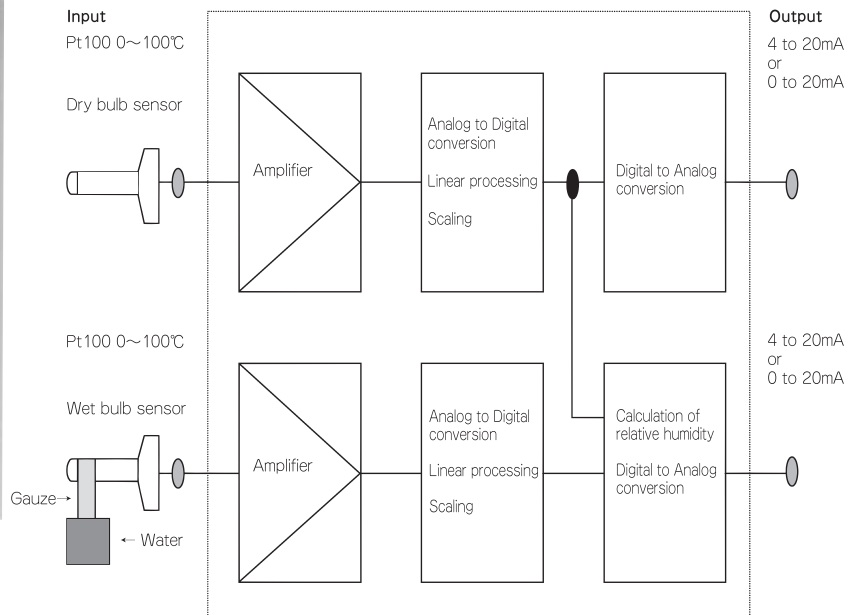 Input
Pt100 0～100℃
Dry bulb sensor
Amplifier
Analog to Digital
conversion
Linear processing
Scaling
Digital to Analog
conversion
Output
4 to 20mA
or
0 to 20mA
Pt100 0～100℃
Wet bulb sensor
Gauze→
← Water
Amplifier
Analog to Digital
conversion
Linear processing
Scaling
Calculation of
relative humidity
Digital to Analog
conversion
4 to 20mA
or
0 to 20mA